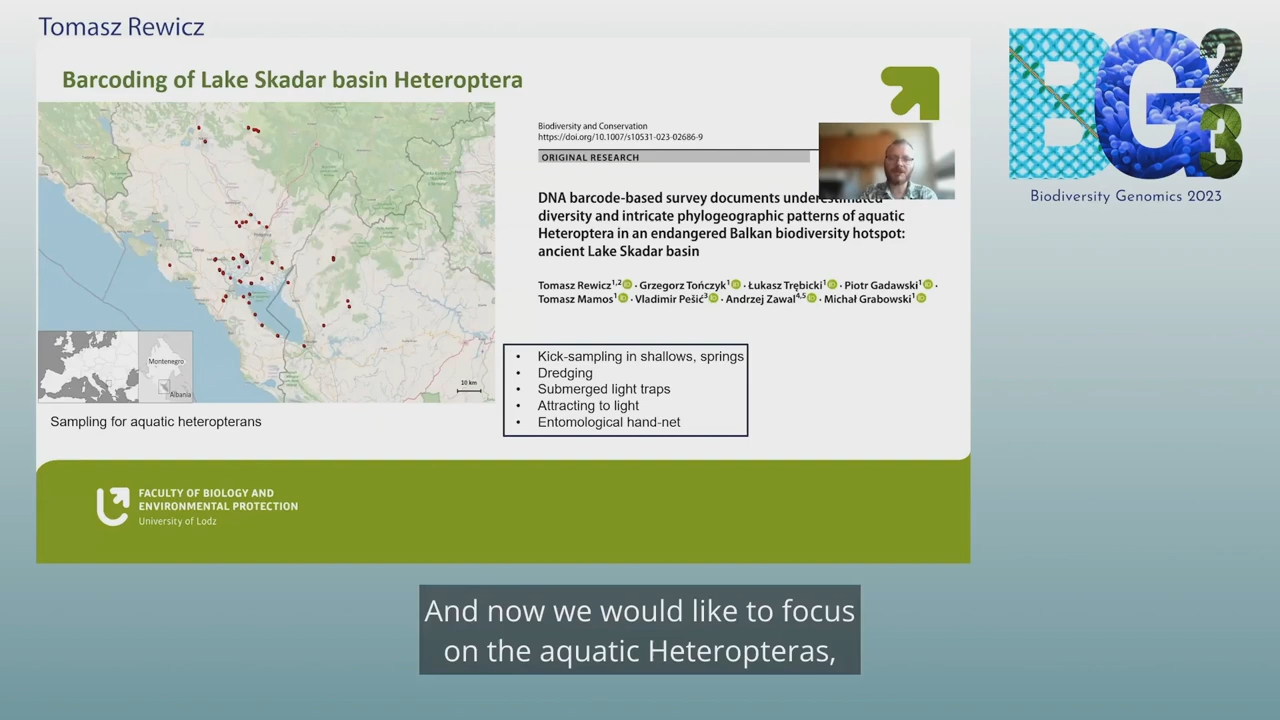 Tomasz Rewicz
Barcoding of Lake Skadar basin Heteroptera
Biodiversity and Conservation
https://doi.org/10.1007/s10531-023-02686-9
ORIGINAL RESEARCH
DNA barcode-based survey documents underestimated
diversity and intricate phylogeographic patterns of aquatic
Heteroptera in an endangered Balkan biodiversity hotspot:
ancient Lake Skadar basin
Tomasz Rewicz1,2 · Grzegorz Tończyk1 · Łukasz Trębicki1 · Piotr Gadawski1 ·
Tomasz Mamos1 · Vladimir Pešić3 · Andrzej Zawal4,5 · Michał Grabowski1
• Kick-sampling in shallows, springs
• Dredging
• Submerged light traps
• Attracting to light
• Entomological hand-net
Montenegro
Albania
10 km
Sampling for aquatic heteropterans
FACULTY OF BIOLOGY AND
ENVIRONMENTAL PROTECTION
University of Lodz
BG23
Biodiversity Genomics 2023
And now we would like to focus
on the aquatic Heteropteras,